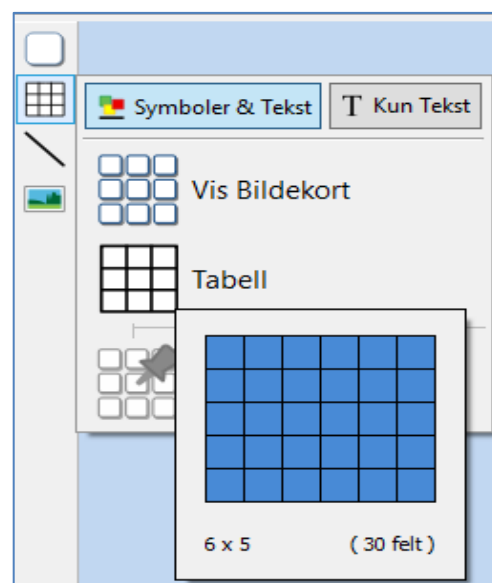 Symboler & Tekst T Kun Tekst
Vis Bildekort
Tabell
6 x 5 ( 30 felt )